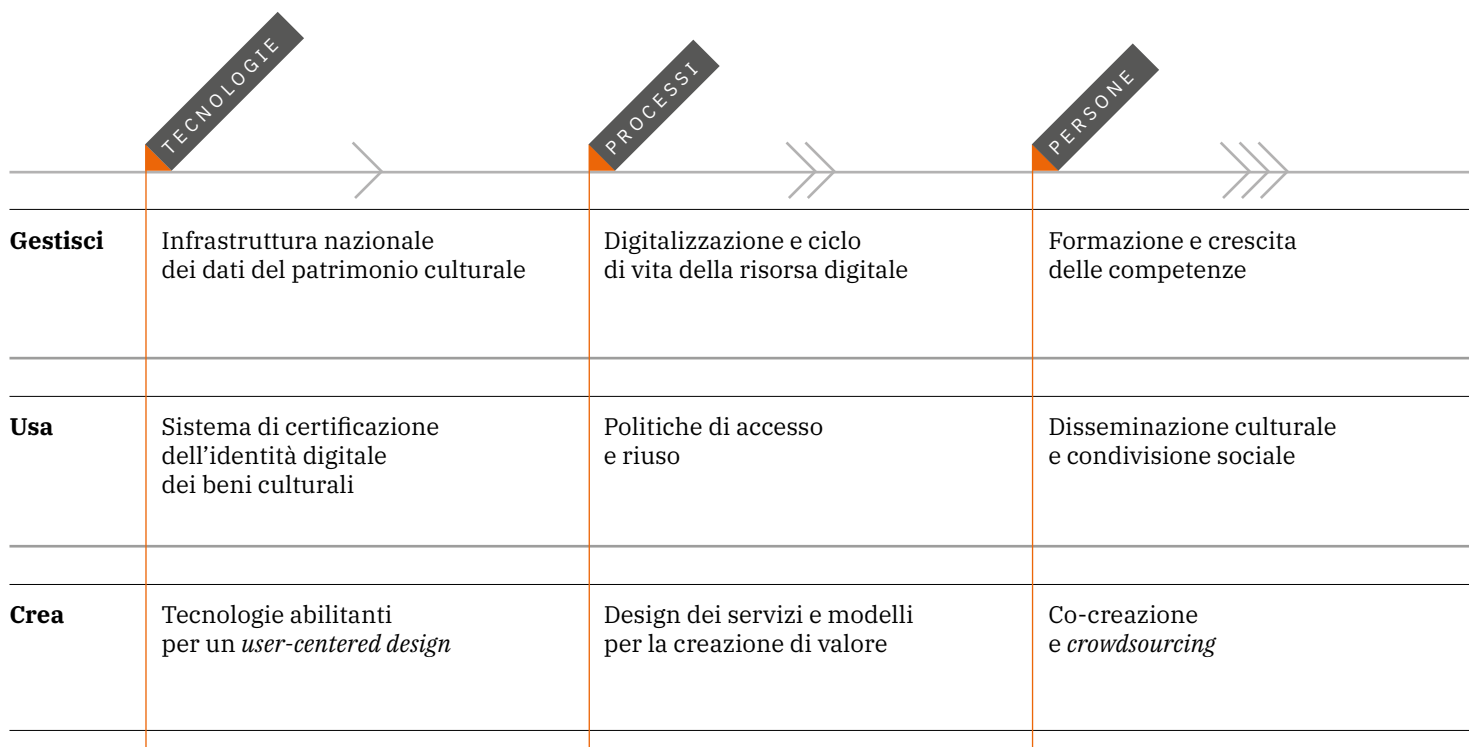 TECNOLOGIE
PROCESSI
PERSONE
Gestisci
Infrastruttura nazionale
dei dati del patrimonio culturale
Digitalizzazione e ciclo
di vita della risorsa digitale
Formazione e crescita
delle competenze
Usa
Sistema di certificazione
dell’identità digitale
dei beni culturali
Politiche di accesso
e riuso
Disseminazione culturale
e condivisione sociale
Crea
Tecnologie abilitanti
per un user-centered design
Design dei servizi e modelli
per la creazione di valore
Co-creazione
e crowdsourcing